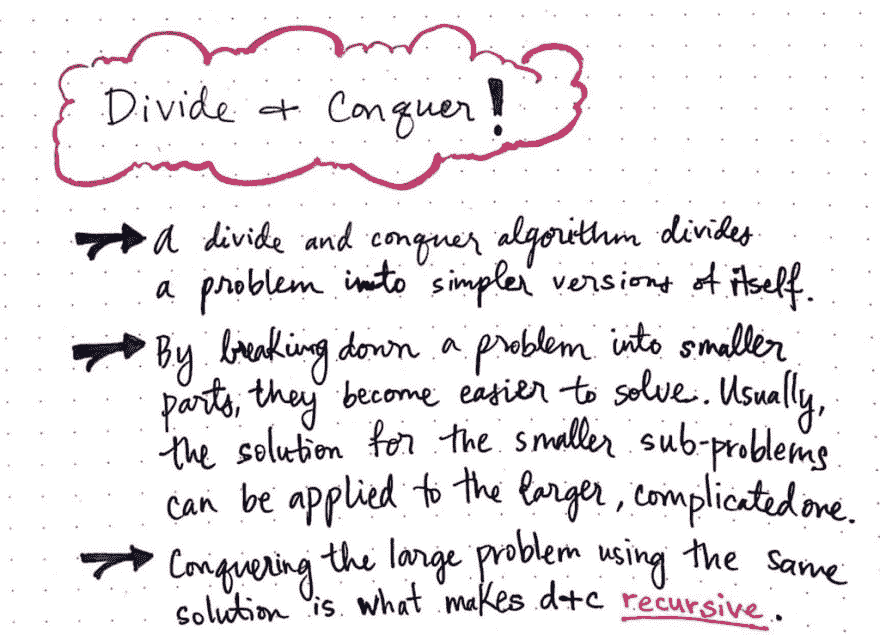 Divide + Conquer!
A divide and conquer algorithm divides
a problem into simpler versions of itself.
By breaking down a problem into smaller
parts, they become easier to solve. Usually,
the solution for the smaller sub-problems
can be applied to the larger, complicated one.
Conquering the large problem using the same
solution is what makes d+c recursive.